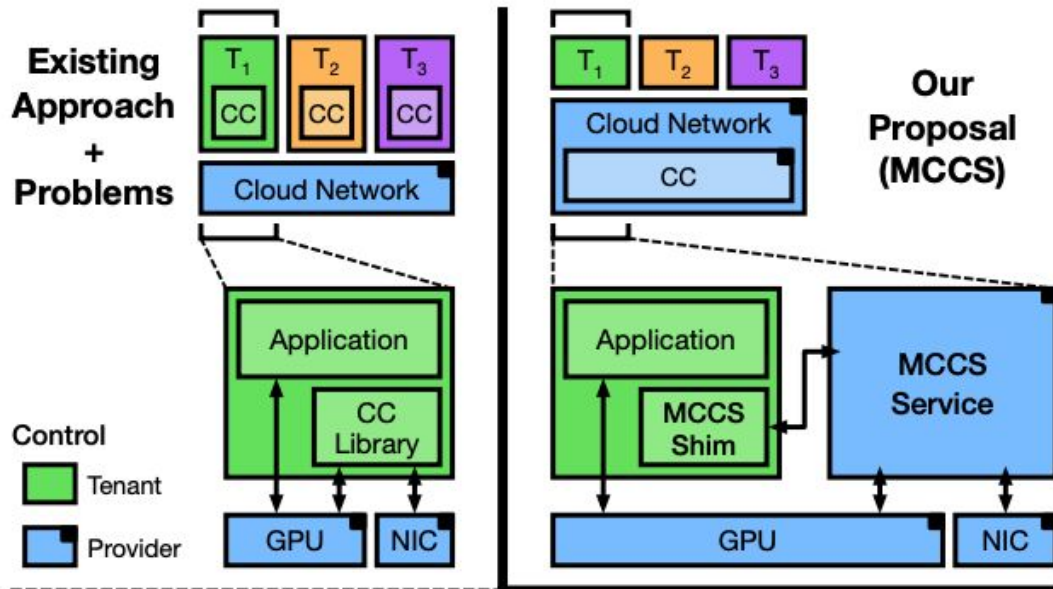 Existing
Approach
+
Problems
T1
T2
T3
CC
CC
CC
Cloud Network
Application
CC
Library
GPU
NIC
Control
Tenant
Provider
T1
T2
T3
Cloud Network
CC
Our
Proposal
(MCCS)
Application
MCCS
Shim
MCCS
Service
GPU
NIC